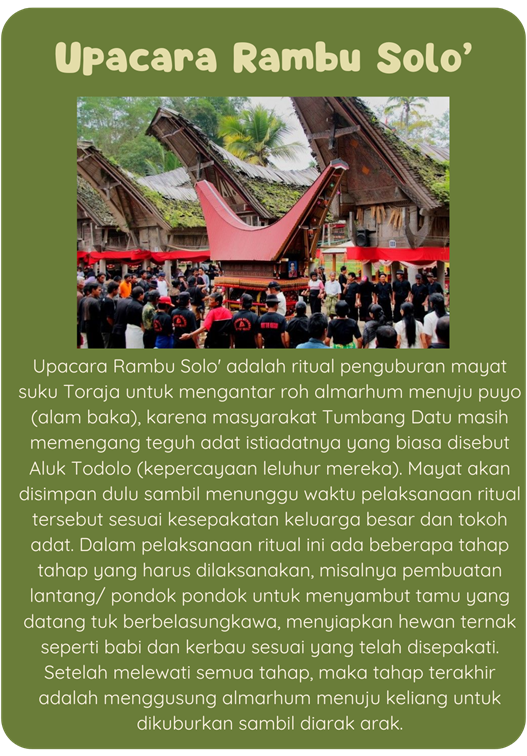 Upacara Rambu Solo'
Upacara Rambu Solo' adalah ritual penguburan mayat
suku Toraja untuk mengantar roh almarhum menuju puyo
(alam baka), karena masyarakat Tumbang Datu masih
memengang teguh adat istiadatnya yang biasa disebut
Aluk Todolo (kepercayaan leluhur mereka). Mayat akan
disimpan dulu sambil menunggu waktu pelaksanaan ritual
tersebut sesuai kesepakatan keluarga besar dan tokoh
adat. Dalam pelaksanaan ritual ini ada beberapa tahap
tahap yang harus dilaksanakan, misalnya pembuatan
lantang/ pondok pondok untuk menyambut tamu yang
datang tuk berbelasungkawa, menyiapkan hewan ternak
seperti babi dan kerbau sesuai yang telah disepakati.
Setelah melewati semua tahap, maka tahap terakhir
adalah menggusung almarhum menuju keliang untuk
dikuburkan sambil diarak arak.